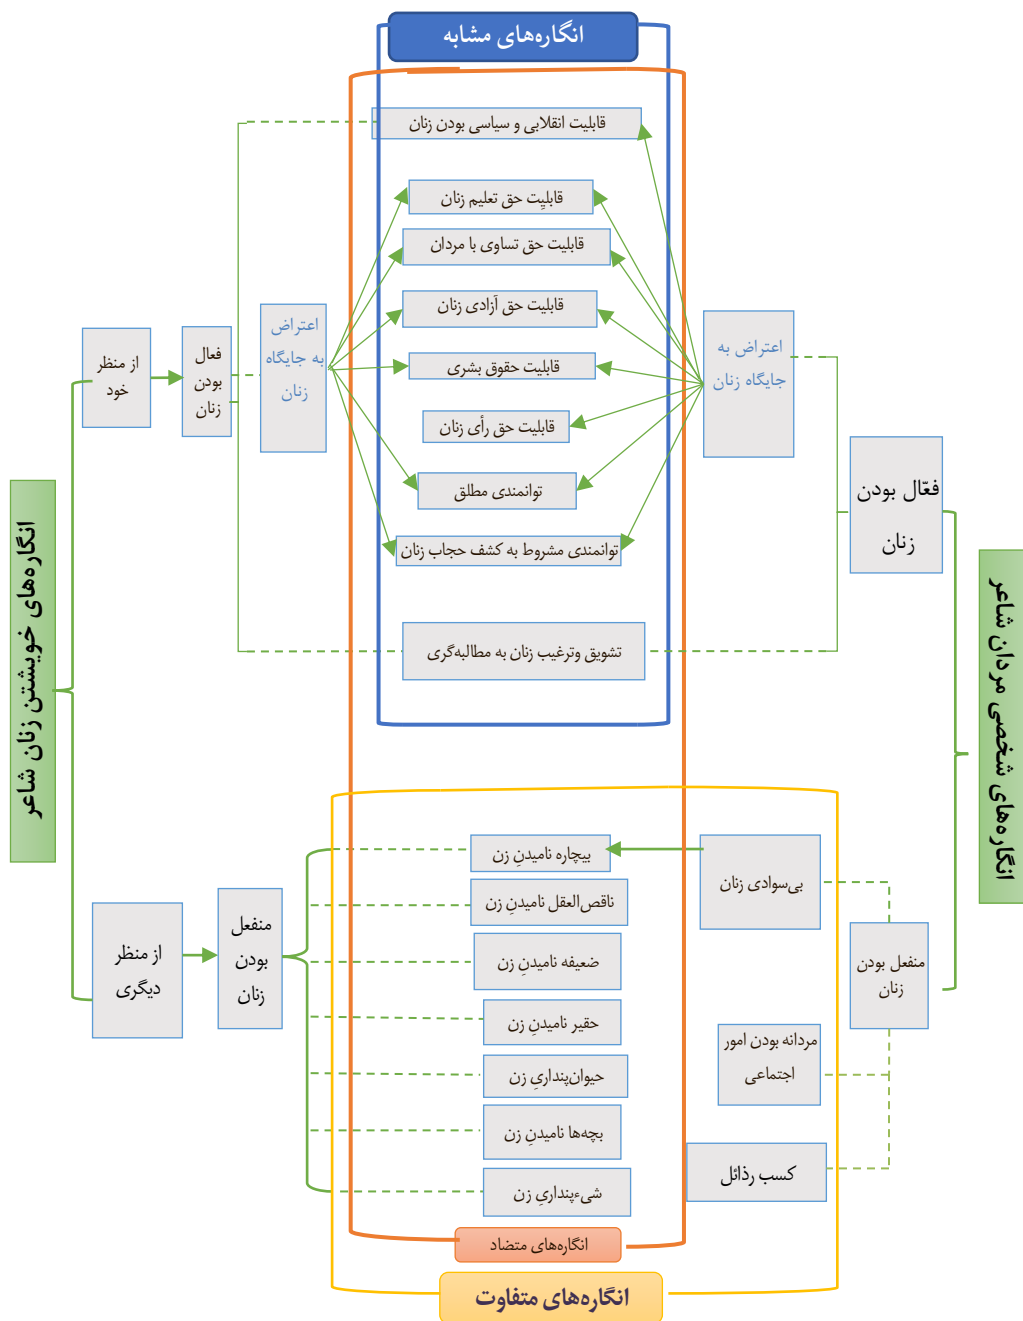 انگاره‌های مشابه
قابلیت انقلابی و سیاسی بودن زنان
قابلیِت حق تعلیم زنان
قابلیت حق تساوی با مردان
قابلیت حق آزادی زنان
قابلیت حقوق بشری
قابلیت حق رأی زنان
توانمندی مطلق
توانمندی مشروط به کشف حجاب زنان
تشویق وترغیب زنان به مطالبه‌گری
اعتراض به
جایگاه زنان
فعّال بودن
زنان
انگاره‌های شخصی مردان شاعر
اعتراض
به جایگاه
زنان
فعال
بودن
زنان
از منظر
خود
انگاره‌های خویشتن زنان شاعر
بی‌سوادی زنان
منفعل بودن
زنان
مردانه بودن امور
اجتماعی
کسب رذائل
بیچاره نامیدنِ زن
ناقص‌العقل نامیدنِ زن
ضعیفه نامیدنِ زن
حقیر نامیدنِ زن
حیوان‌پنداریِ زن
بچه‌ها نامیدنِ زن
شیء‌پنداریِ زن
منفعل
بودن
زنان
از منظر
دیگری
انگاره‌های متضاد
انگاره‌های متفاوت